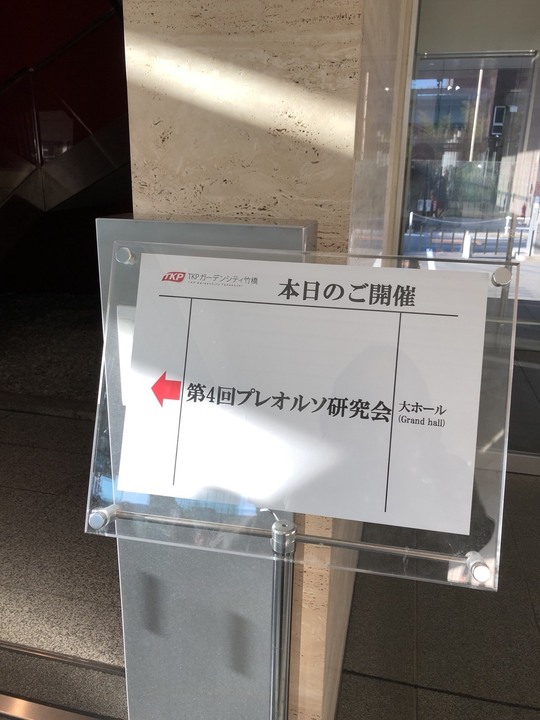 TKP TKPガーデンシティ竹橋
本日のご開催
第4回プレオルソ研究会
大ホール
(Grand hall)